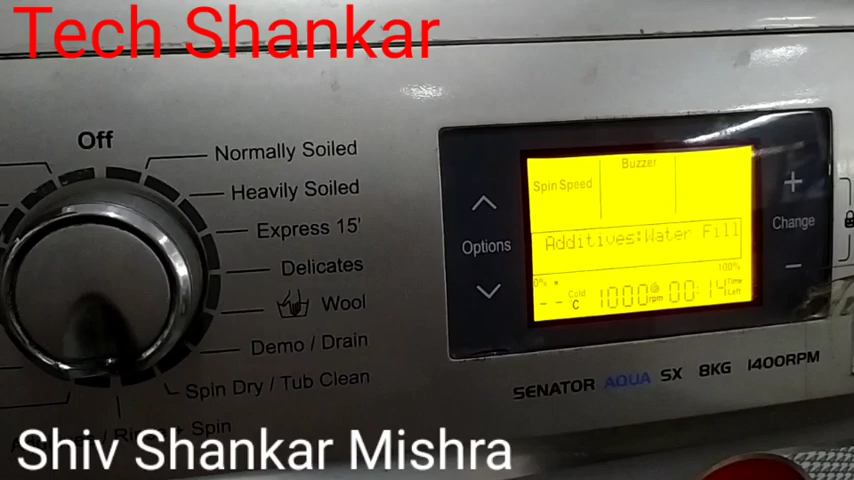 Tech Shankar
Off
Normally Soiled
Heavily Soiled
Express 15'
Delicates
Wool
Demo / Drain
Spin Dry / Tub Clean
Spin
Options
Spin Speed
Buzzer
Additives:Water Fill
0%
100%
-- Cold °C 1000 rpm 00:14 Time Left
+
Change
-
SENATOR AQUA SX 8KG 1400RPM
Shiv Shankar Mishra